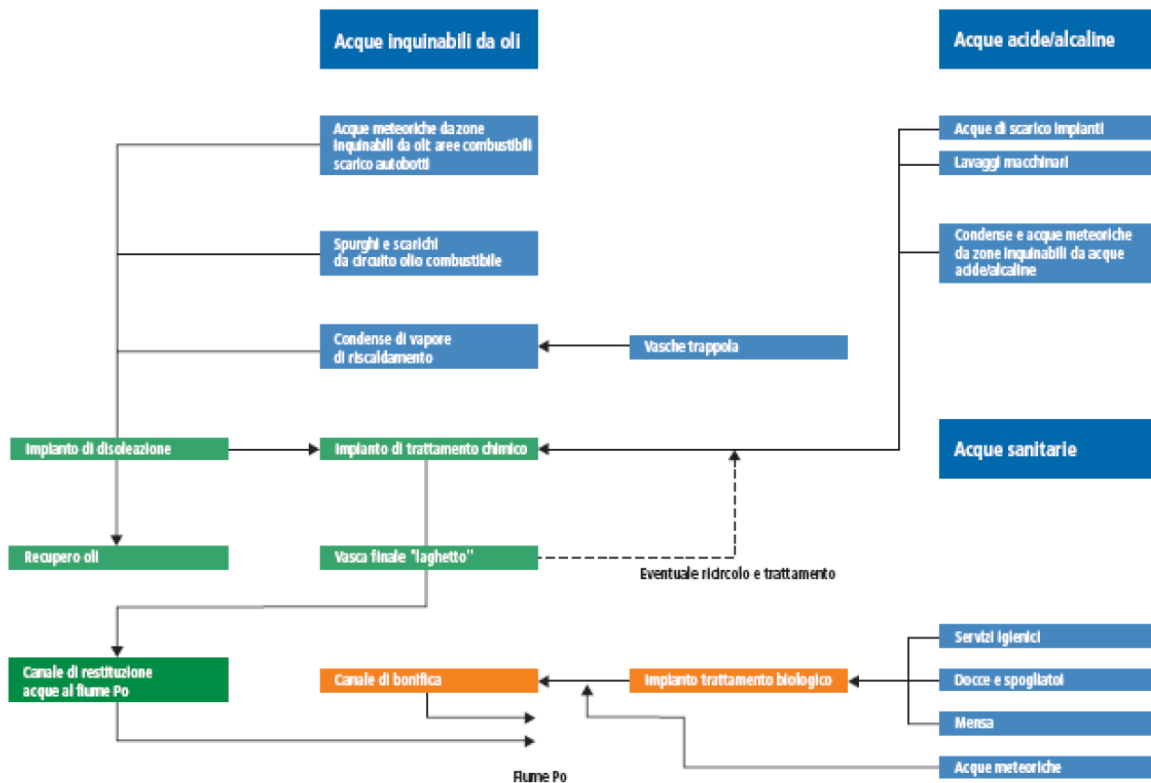 Acque inquinabili da oli
Acque acide/alcaline
Acque meteoriche da zone
inquinabili da oli: aree combustibili
scarico autobotti
Acque di scarico impianti
Lavaggi macchinari
Spurghi e scarichi
da circuito olio combustibile
Condense e acque meteoriche
da zone inquinabili da acque
acide/alcaline
Condense di vapore
di riscaldamento
Vasche trappola
Impianto di disoleazione
Impianto di trattamento chimico
Acque sanitarie
Recupero oli
Vasca finale "laghetto"
Eventuale ricircolo e trattamento
Servizi igienici
Canale di restituzione
acque al fiume Po
Canale di bonifica
Impianto trattamento biologico
Docce e spogliatoi
Mensa
Acque meteoriche
Fiume Po